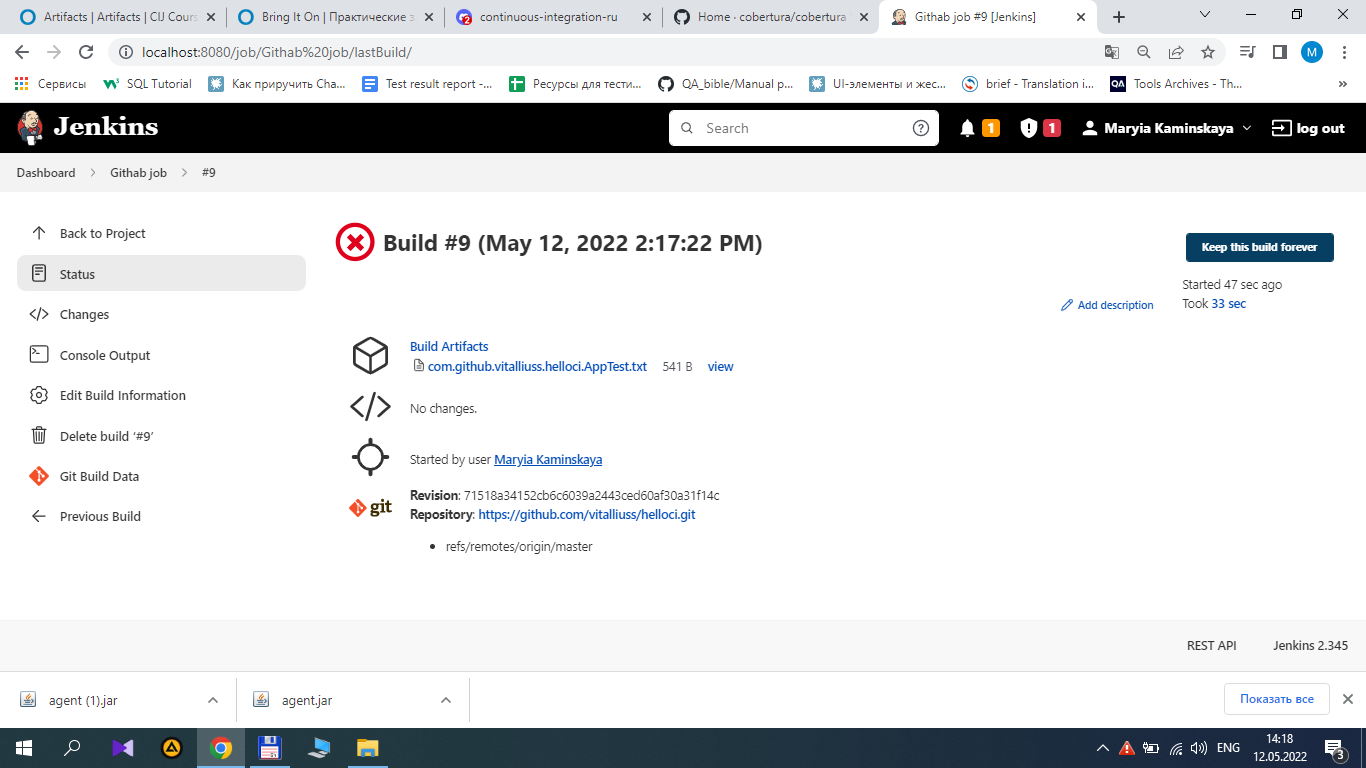 Artifacts | Artifacts | CIJ Cours
Bring It On | Практические з
continuous-integration-ru
Home · cobertura/cobertura
Githab job #9 [Jenkins]
localhost:8080/job/Githab%20job/lastBuild/
M
Сервисы
SQL Tutorial
Как приручить Cha...
Test result report -...
Ресурсы для тести...
QA_bible/Manual p...
UI-элементы и жес...
brief - Translation i...
QA
Tools Archives - Th...
»
Jenkins
Search
1
1
Maryia Kaminskaya
log out
Dashboard
Githab job
#9
Back to Project
Status
Changes
Console Output
Edit Build Information
Delete build ‘#9’
Git Build Data
Previous Build
Build #9 (May 12, 2022 2:17:22 PM)
Keep this build forever
Started 47 sec ago
Took 33 sec
Add description
Build Artifacts
com.github.vitalliuss.helloci.AppTest.txt 541 B view
No changes.
Started by user Maryia Kaminskaya
git
Revision: 71518a34152cb6c6039a2443ced60af30a31f14c
Repository: https://github.com/vitalliuss/helloci.git
• refs/remotes/origin/master
REST API
Jenkins 2.345
agent (1).jar
agent.jar
Показать все
ENG
14:18
12.05.2022
3